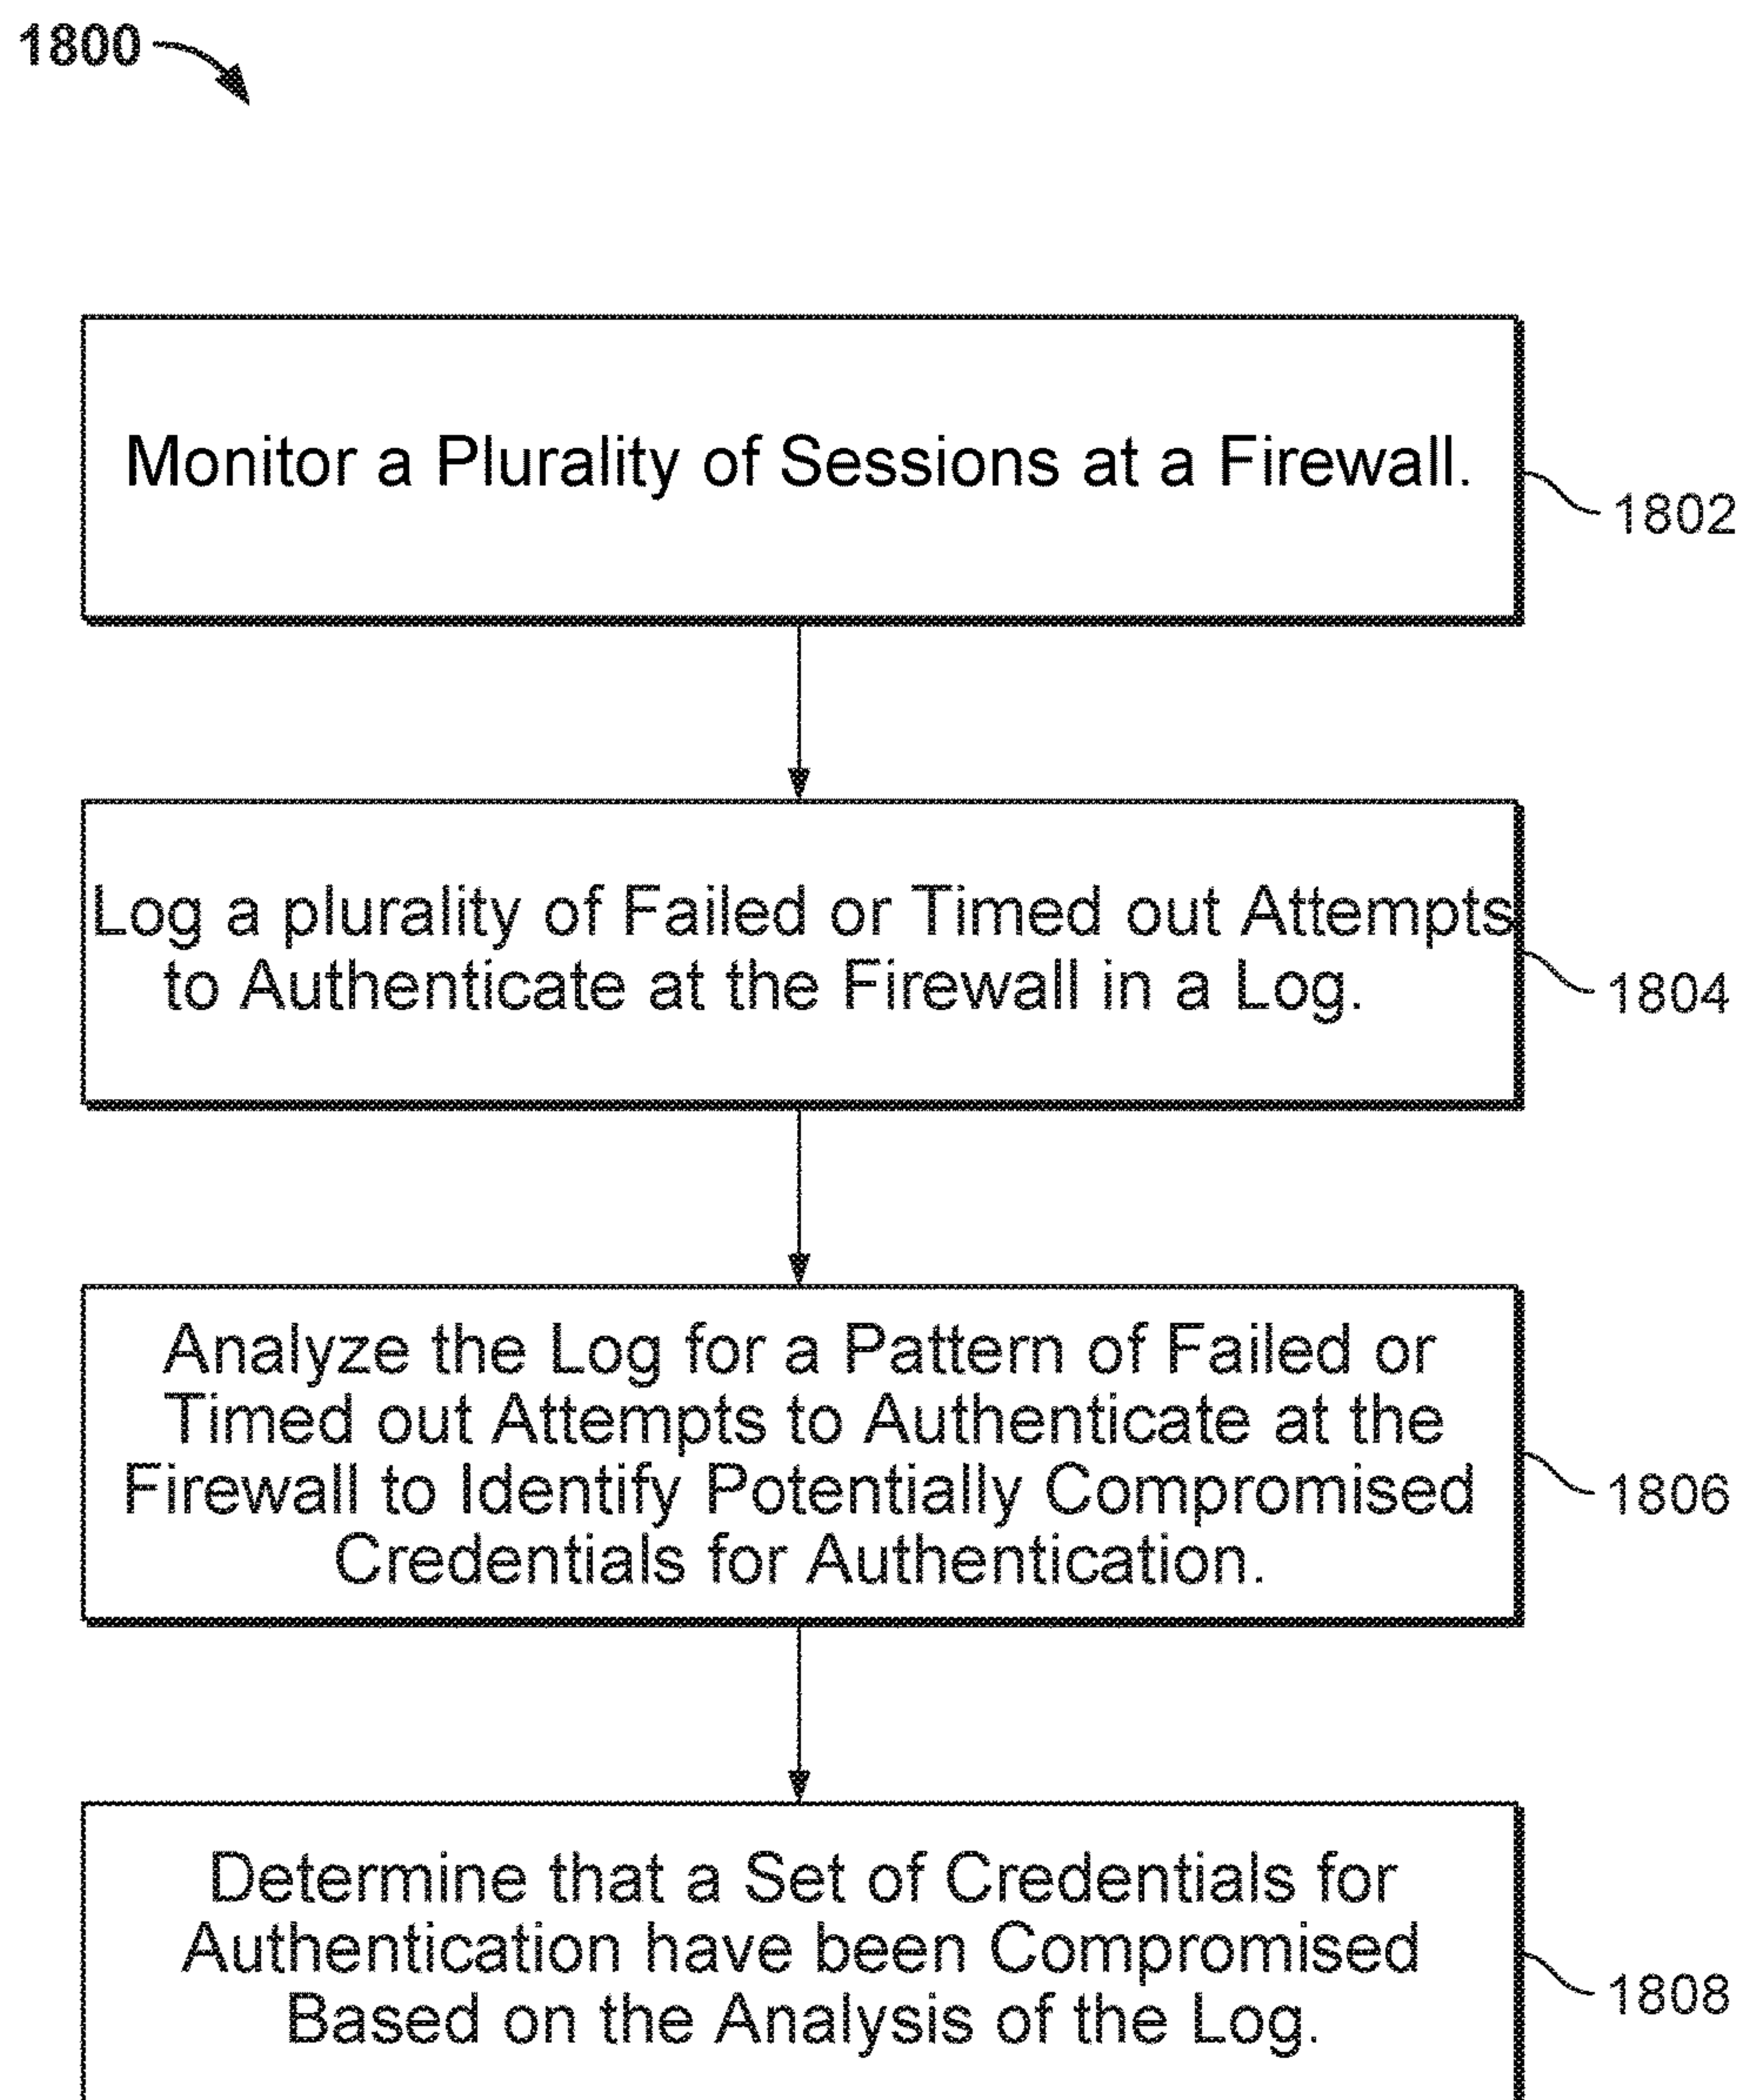 1800
Monitor a Plurality of Sessions at a Firewall.
1802
Log a plurality of Failed or Timed out Attempts
to Authenticate at the Firewall in a Log.
1804
Analyze the Log for a Pattern of Failed or
Timed out Attempts to Authenticate at the
Firewall to Identify Potentially Compromised
Credentials for Authentication.
1806
Determine that a Set of Credentials for
Authentication have been Compromised
Based on the Analysis of the Log.
1808